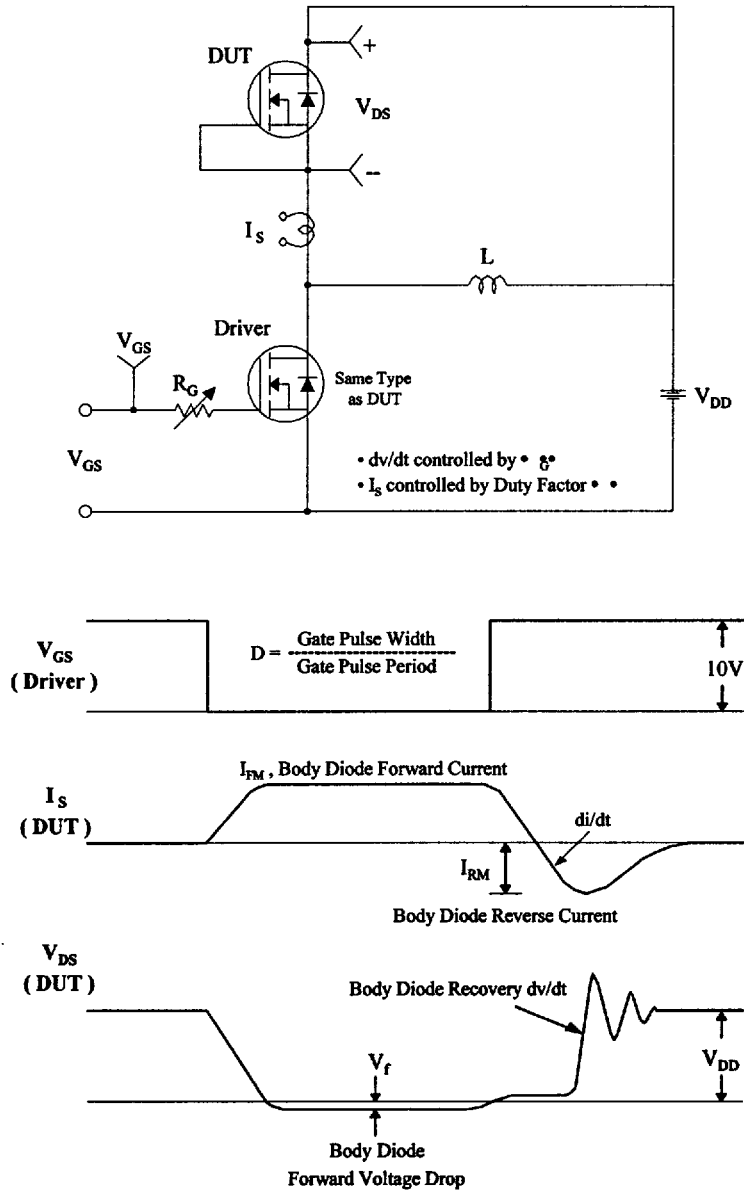 DUT
+
V_DS
--
I_S
L
Driver
V_GS
R_G
Same Type
as DUT
V_DD
V_GS
• dv/dt controlled by • G •
• I_S controlled by Duty Factor • •
V_GS
( Driver )
D = Gate Pulse Width
Gate Pulse Period
10V
I_FM , Body Diode Forward Current
I_S
( DUT )
di/dt
I_RM
Body Diode Reverse Current
V_DS
( DUT )
Body Diode Recovery dv/dt
V_f
V_DD
Body Diode
Forward Voltage Drop